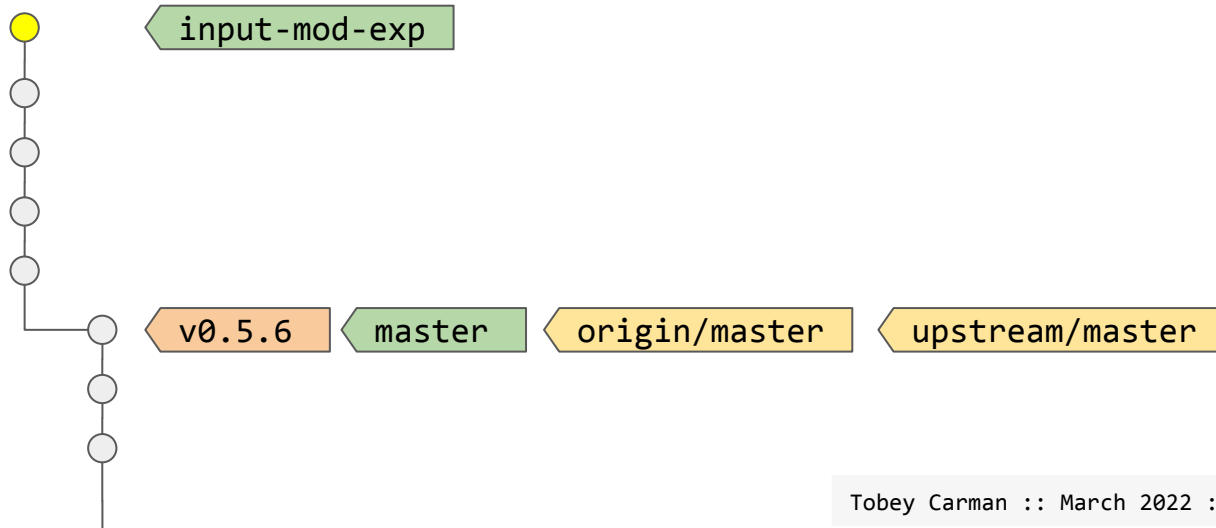 input-mod-exp
v0.5.6 master origin/master upstream/master
Tobey Carman :: March 2022 :